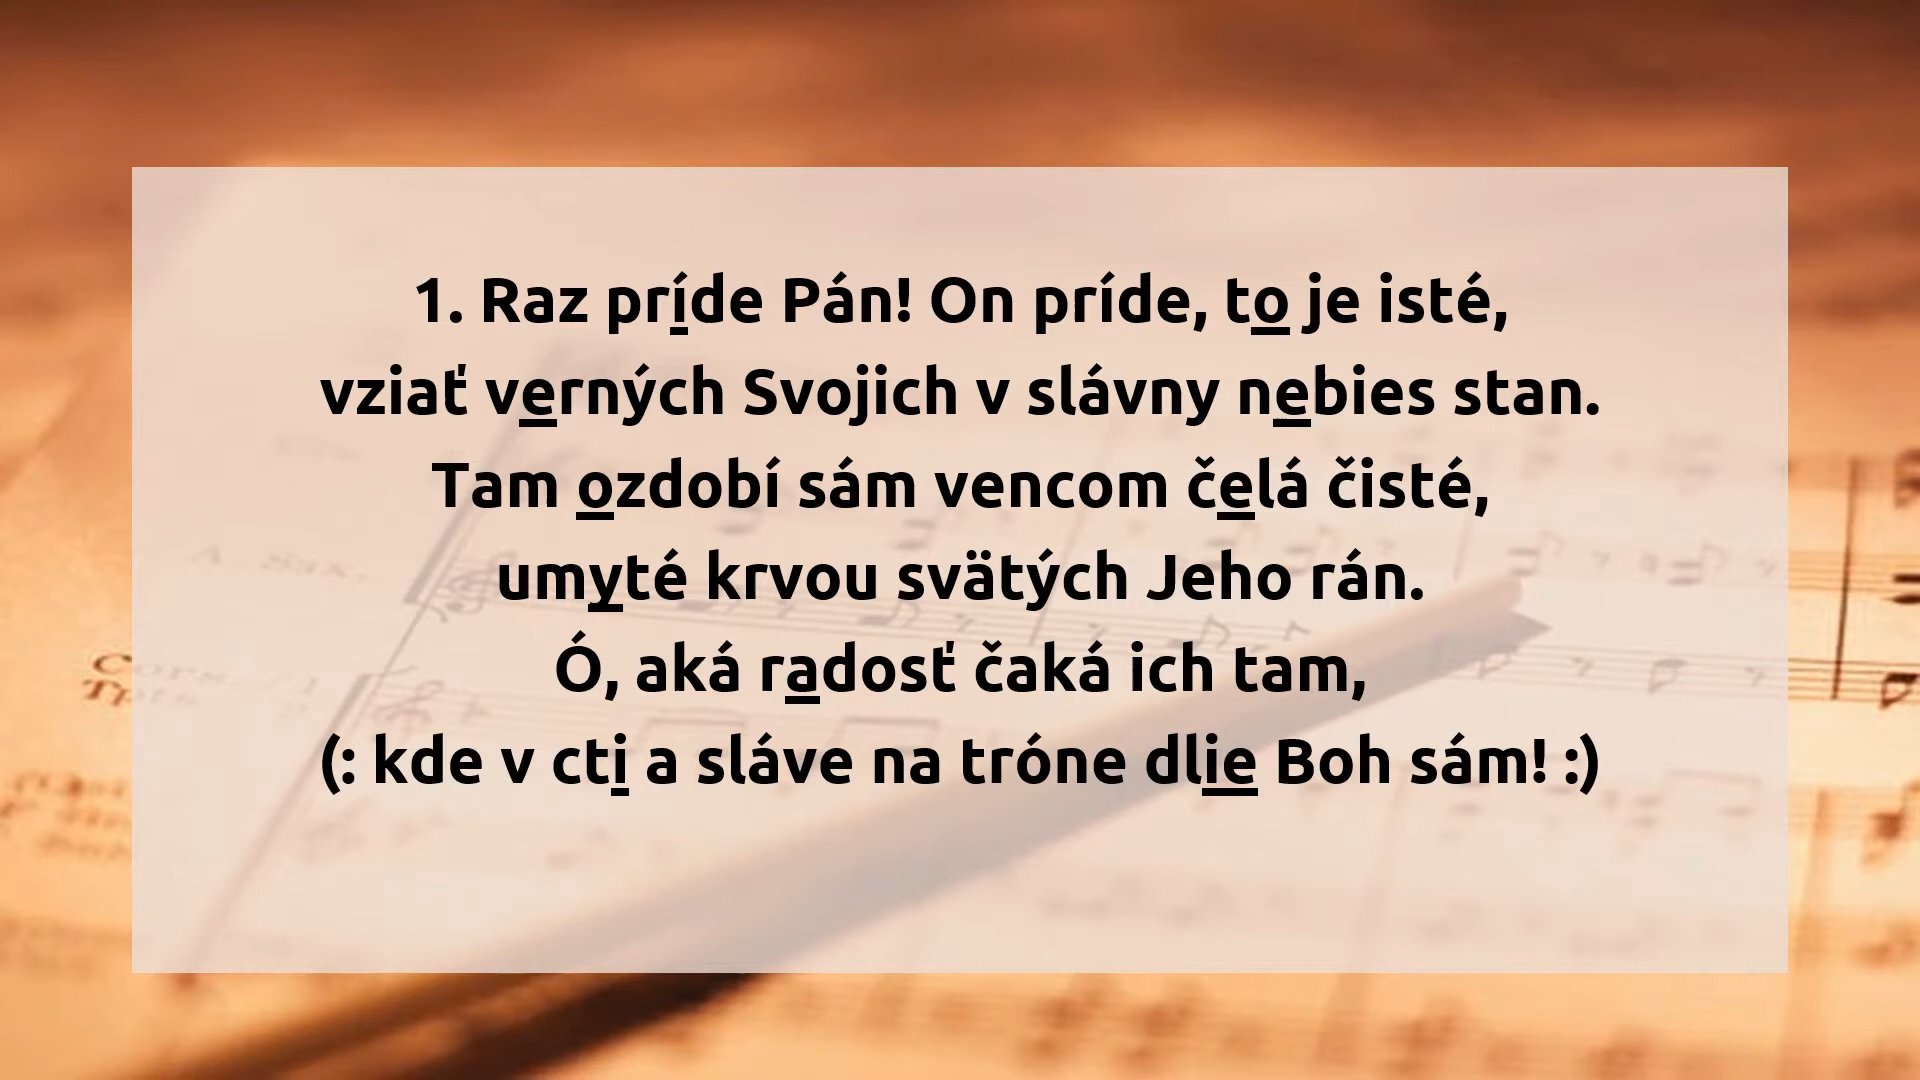 1. Raz príde Pán! On príde, to je isté,
vziať verných Svojich v slávny nebies stan.
Tam ozdobí sám vencom čelá čisté,
umyté krvou svätých Jeho rán.
Ó, aká radosť čaká ich tam,
(: kde v cti a sláve na tróne dlie Boh sám! :)